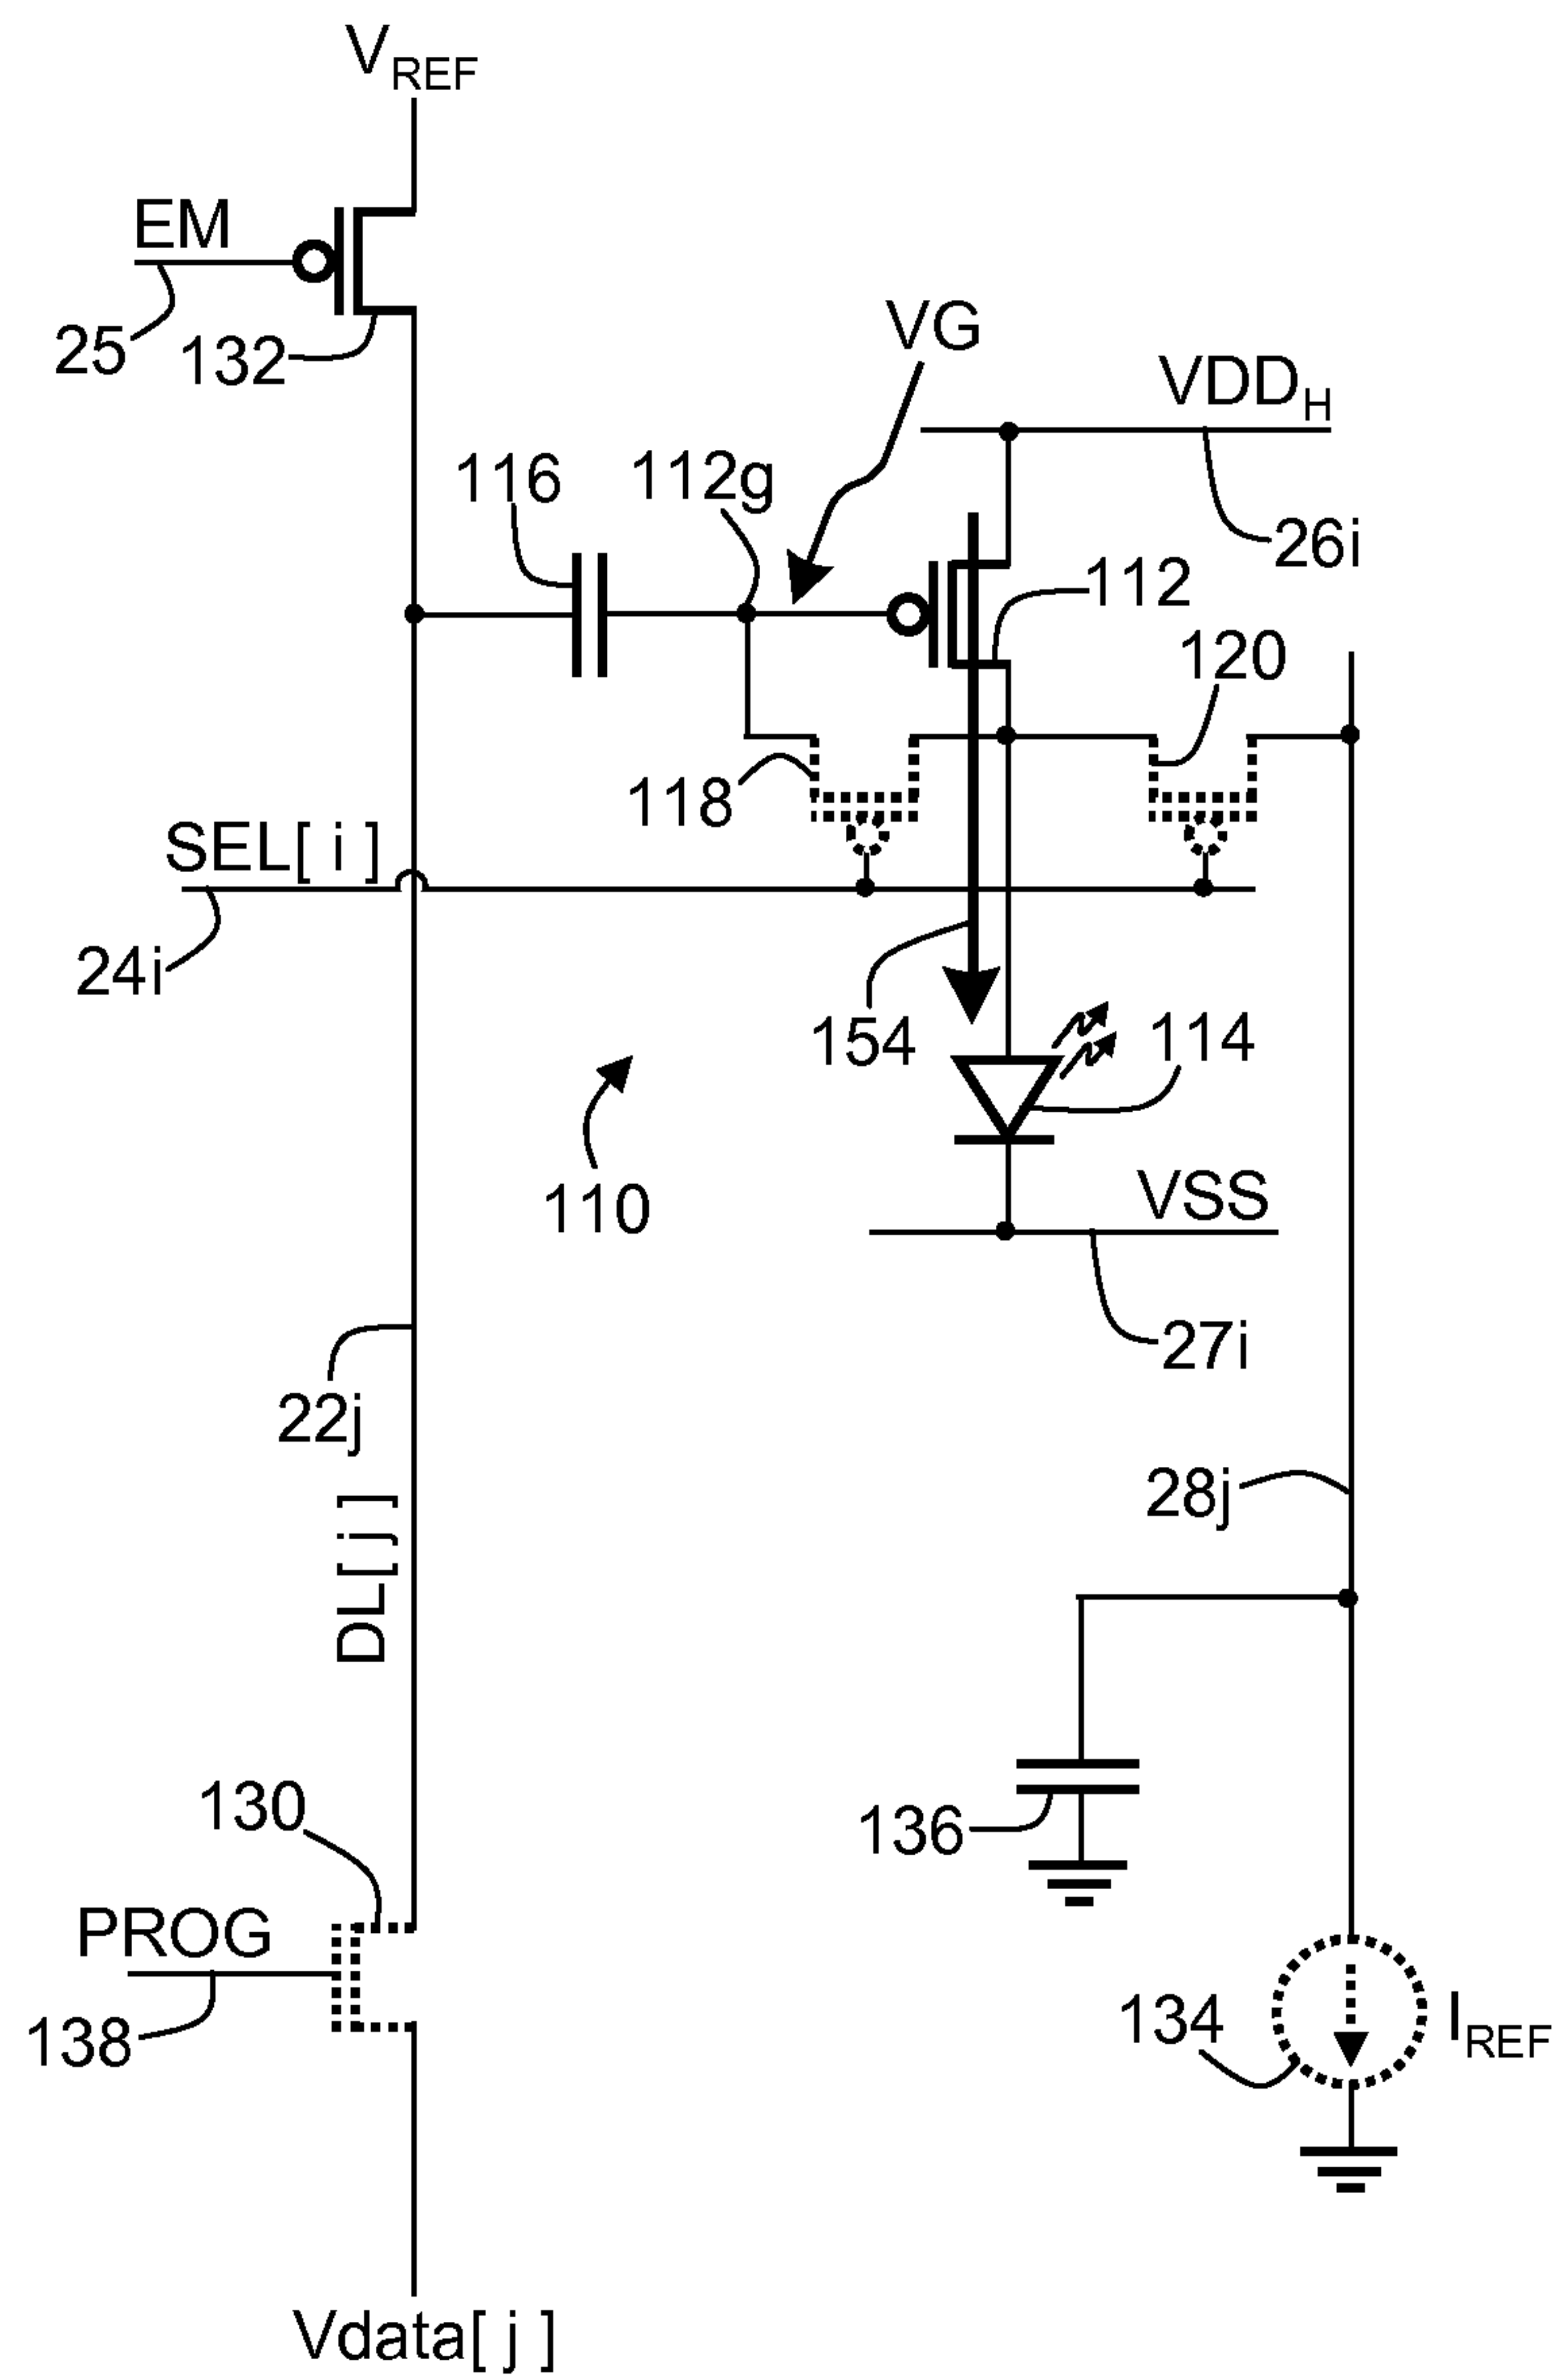 VREF
EM
25
132
VG
VDDH
116
112g
26i
112
120
118
SEL[ i ]
24i
154
114
110
VSS
27i
22j
28j
DL[ j ]
130
136
PROG
138
134
IREF
Vdata[ j ]